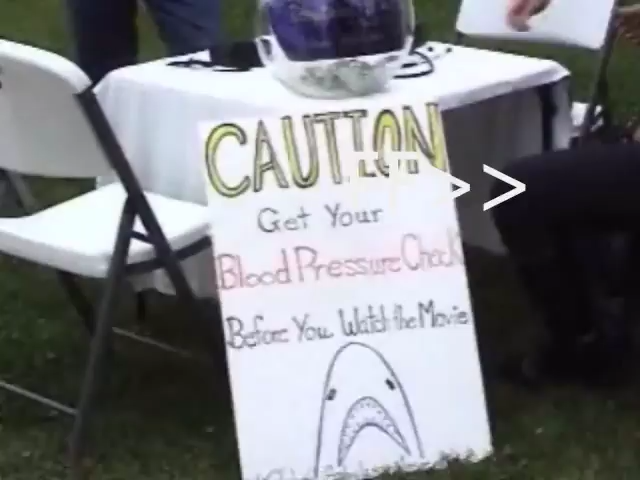 CAUTION
>>
Get Your
Blood Pressure Check
Before You Watch the Movie